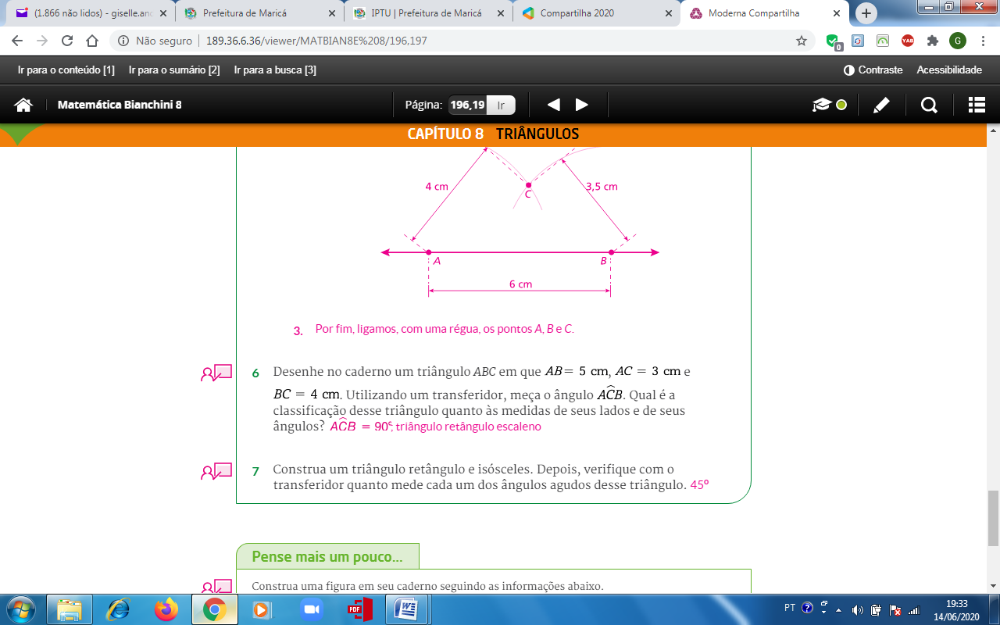 (1.866 não lidos) - giselle.anc
Prefeitura de Maricá
IPTU | Prefeitura de Maricá
Compartilha 2020
Moderna Compartilha
Não seguro | 189.36.6.36/viewer/MATBIAN8E%208/196,197
0
YAB
G
Ir para o conteúdo [1] Ir para o sumário [2] Ir para a busca [3]
Contraste Acessibilidade
Matemática Bianchini 8
Página: 196,19 Ir
CAPÍTULO 8 TRIÂNGULOS
4 cm
3,5 cm
C
A
B
6 cm
3. Por fim, ligamos, com uma régua, os pontos A, B e C.
6 Desenhe no caderno um triângulo ABC em que AB = 5 cm, AC = 3 cm e
BC = 4 cm. Utilizando um transferidor, meça o ângulo AĈB. Qual é a
classificação desse triângulo quanto às medidas de seus lados e de seus
ângulos? AĈB = 90°; triângulo retângulo escaleno
7 Construa um triângulo retângulo e isósceles. Depois, verifique com o
transferidor quanto mede cada um dos ângulos agudos desse triângulo. 45º
Pense mais um pouco...
Construa uma figura em seu caderno seguindo as informações abaixo.
PDF
PT
19:33
14/06/2020